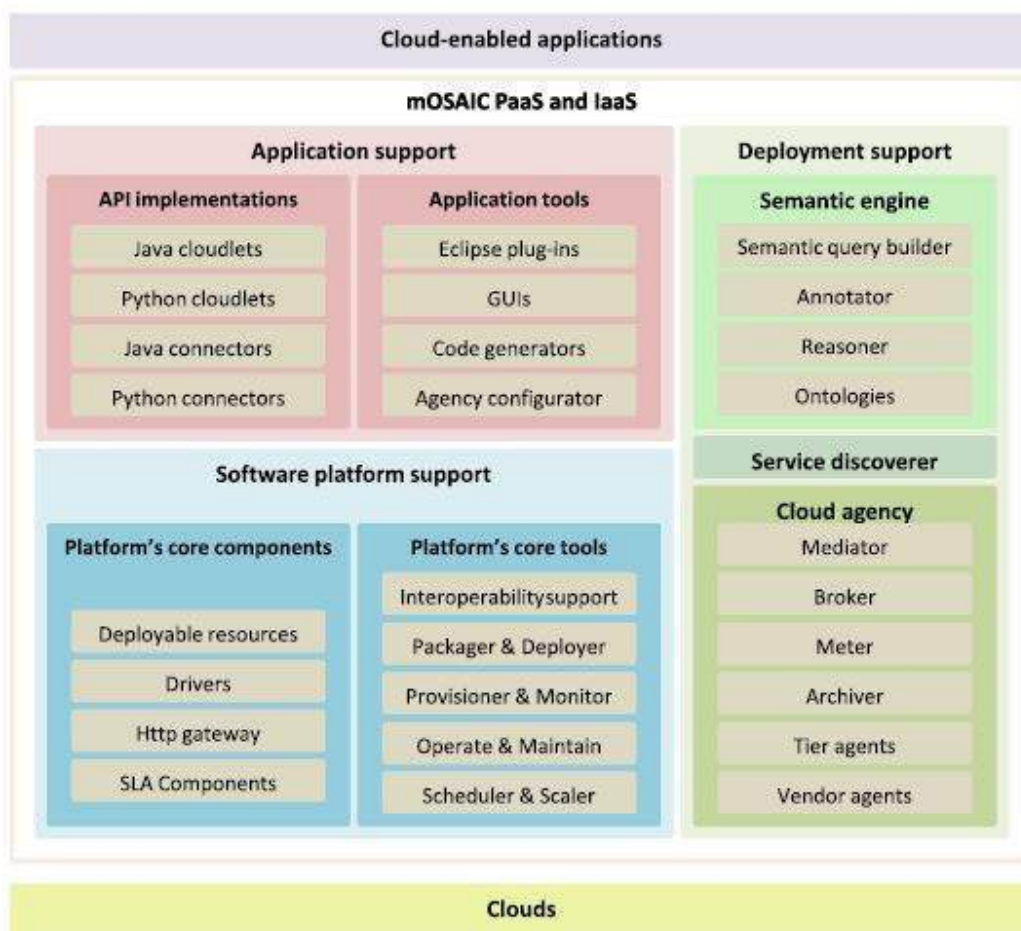 Cloud-enabled applications
mOSAIC PaaS and IaaS
Application support
API implementations
Java cloudlets
Python cloudlets
Java connectors
Python connectors
Application tools
Eclipse plug-ins
GUIs
Code generators
Agency configurator
Software platform support
Platform's core components
Deployable resources
Drivers
Http gateway
SLA Components
Platform's core tools
Interoperabilitysupport
Packager & Deployer
Provisioner & Monitor
Operate & Maintain
Scheduler & Scaler
Deployment support
Semantic engine
Semantic query builder
Annotator
Reasoner
Ontologies
Service discoverer
Cloud agency
Mediator
Broker
Meter
Archiver
Tier agents
Vendor agents
Clouds